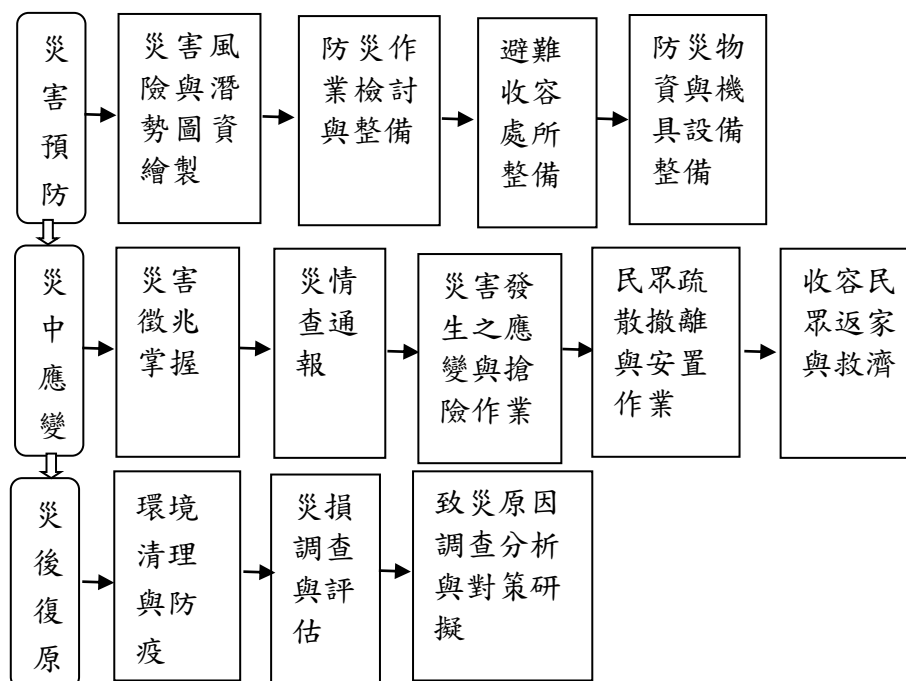 災
害
預
防
災害風
險與潛
勢圖資
繪製
防災作
業檢討
與整備
避難
收容
處所
整備
防災物
資與機
具設備
整備
災
中
應
變
災害
徵兆
掌握
災情
查通
報
災害發
生之應
變與搶
險作業
民眾疏
散撤離
與安置
作業
收容民
眾返家
與救濟
災
後
復
原
環境
清理
與防
疫
災損
調查
與評
估
致災原因
調查分析
與對策研
擬